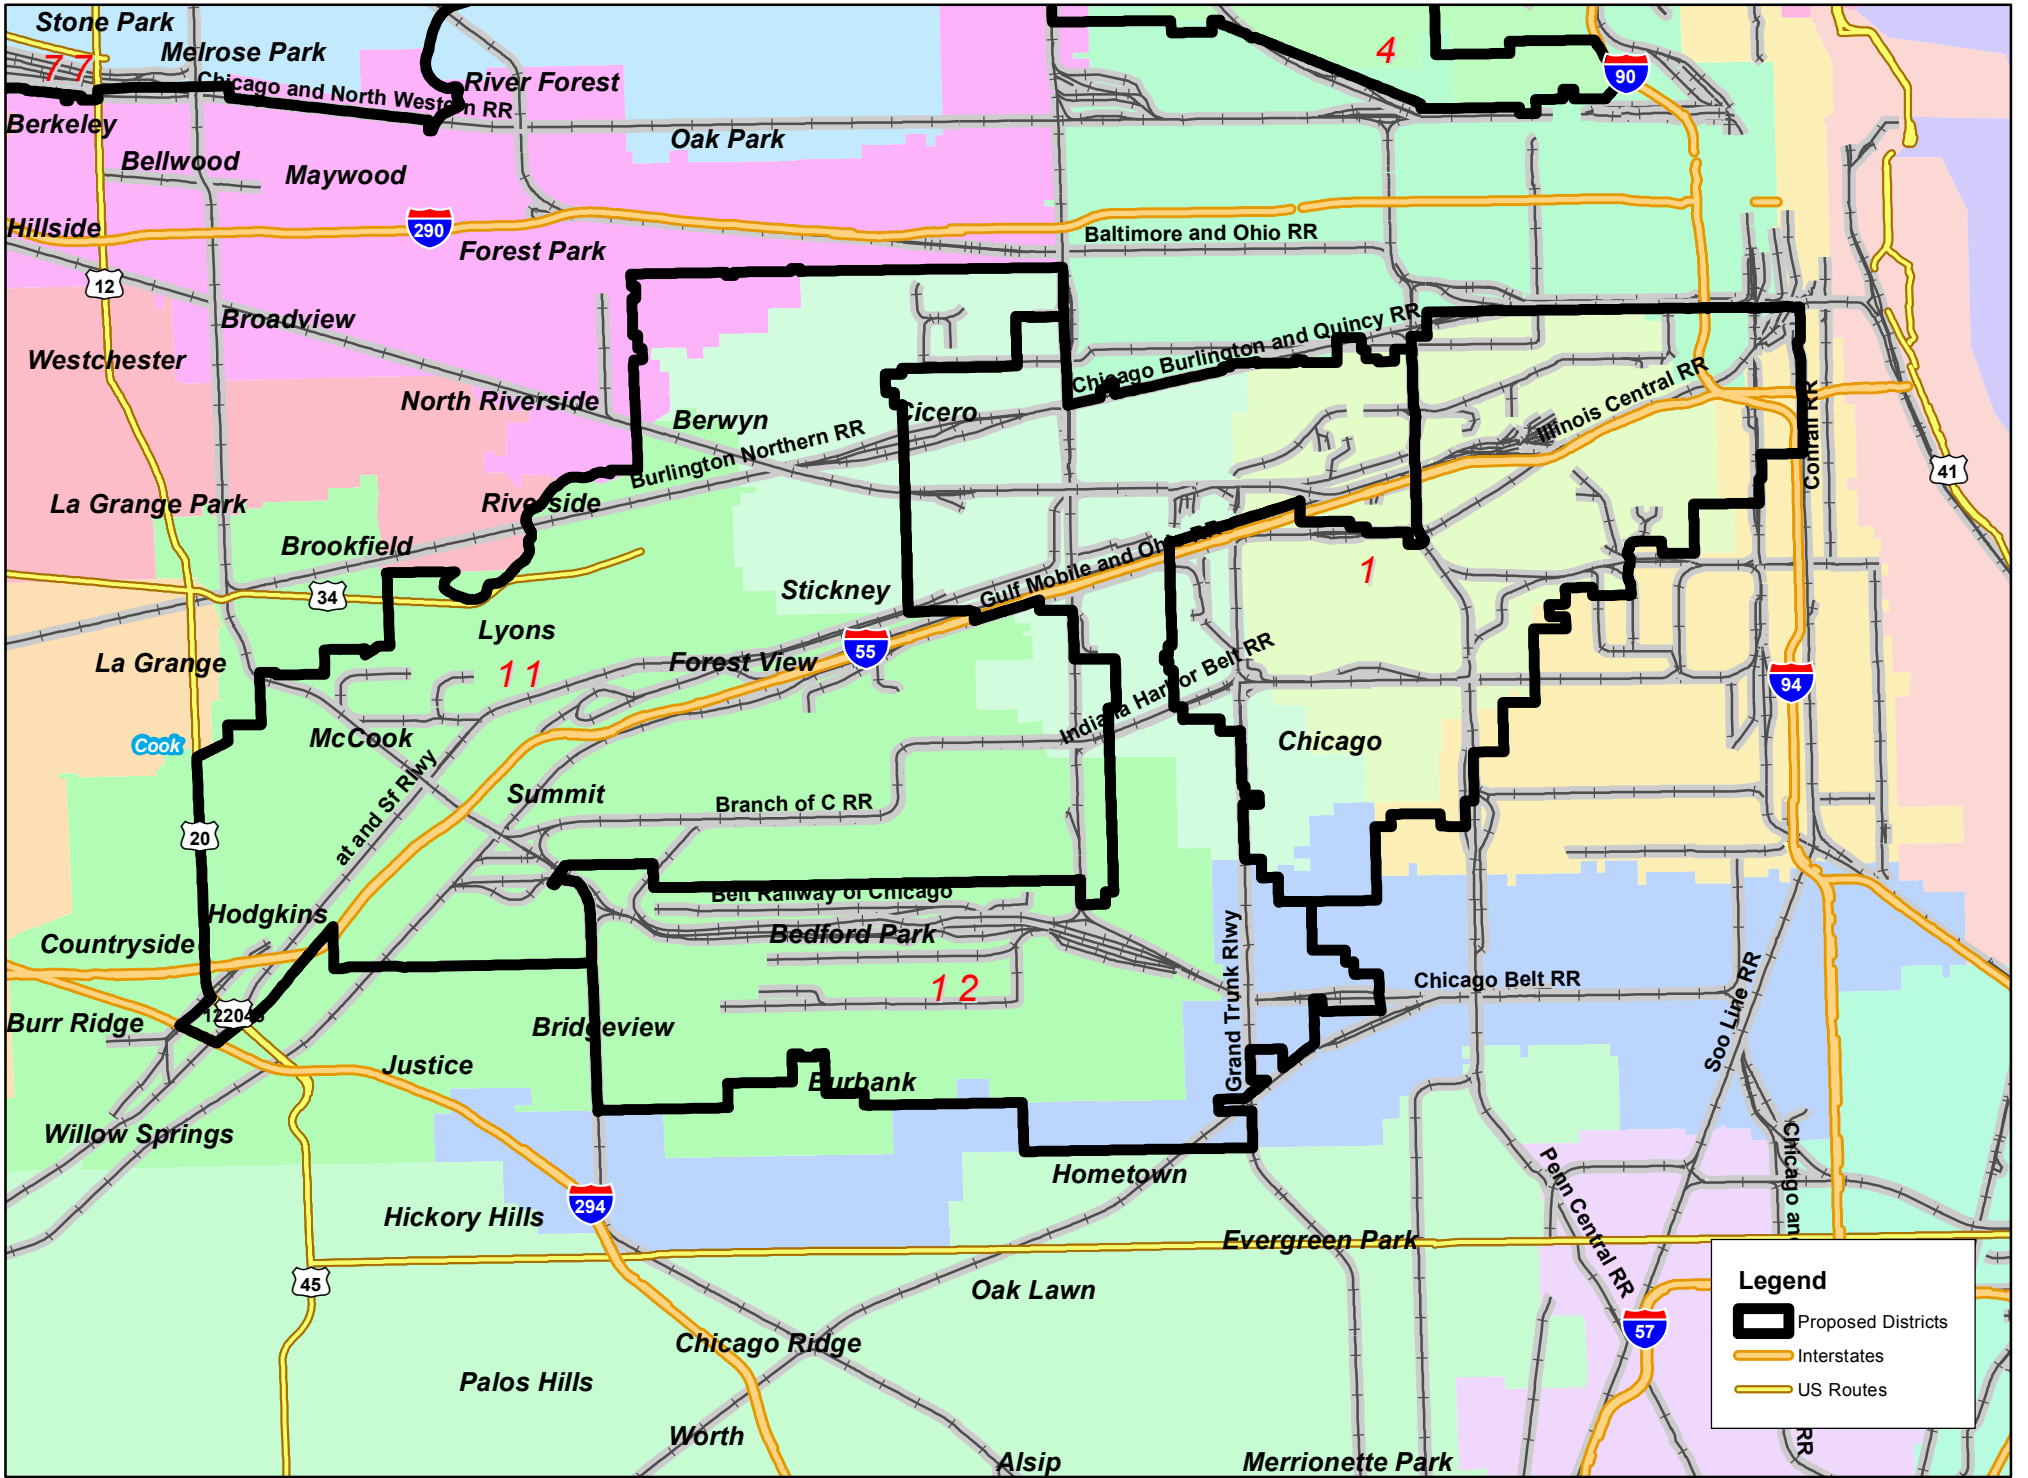 Stone Park
Melrose Park
77
4
90
River Forest
Chicago and North Western RR
Berkeley
Oak Park
Bellwood
Maywood
Hillside
290
Baltimore and Ohio RR
Forest Park
12
Broadview
Chicago Burlington and Quincy RR
Westchester
Illinois Central RR
North Riverside
Berwyn
Cicero
Conrail RR
Burlington Northern RR
41
La Grange Park
Riverside
Brookfield
Gulf Mobile and Ohio RR
1
Stickney
34
Lyons
55
La Grange
Forest View
11
Indiana Harbor Belt RR
94
McCook
Cook
Chicago
at and Sf Rlwy
Summit
Branch of C RR
20
Belt Railway of Chicago
Hodgkins
Countryside
Bedford Park
Grand Trunk Rlwy
12
Chicago Belt RR
Soo Line RR
Burr Ridge
122045
Bridgeview
Justice
Burbank
Willow Springs
Hometown
Penn Central RR
Chicago an
294
Hickory Hills
Evergreen Park
45
Oak Lawn
Legend
Proposed Districts
Interstates
US Routes
57
Chicago Ridge
Palos Hills
Worth
RR
Alsip
Merrionette Park